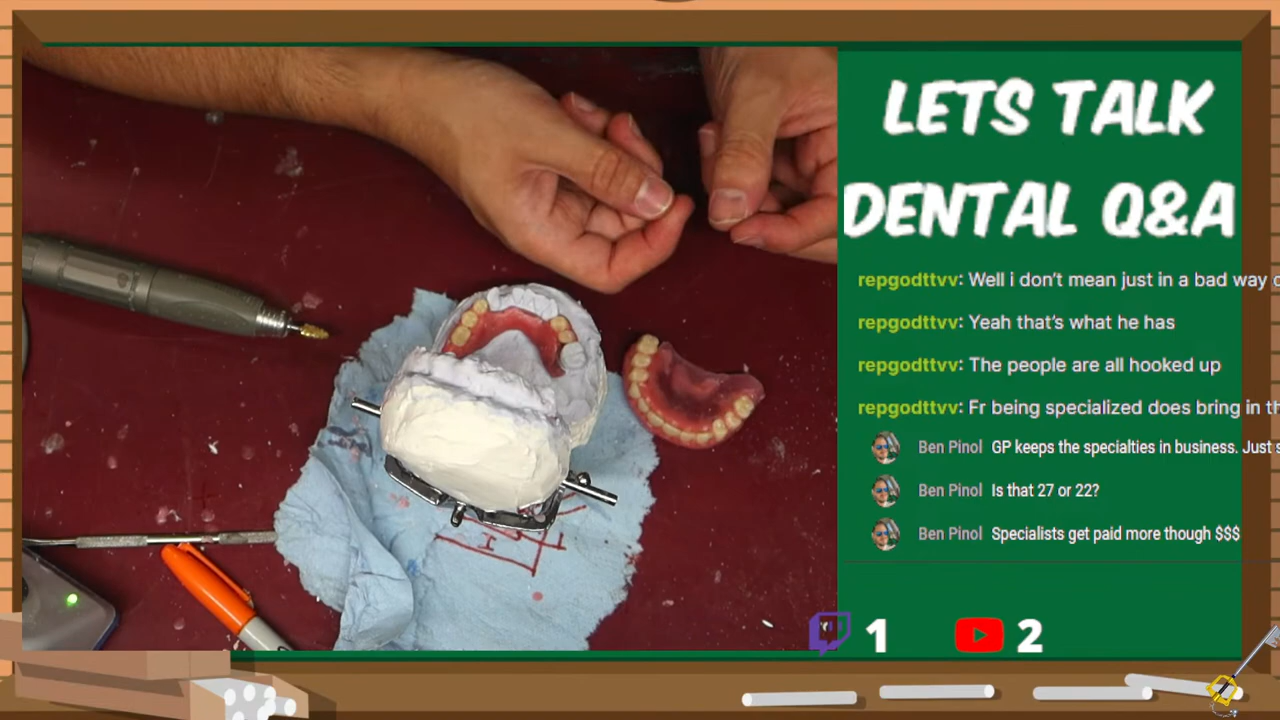 LETS TALK
DENTAL Q&A
repgodttvv: Well i don't mean just in a bad way
repgodttvv: Yeah that's what he has
repgodttvv: The people are all hooked up
repgodttvv: Fr being specialized does bring in
Ben Pinol GP keeps the specialties in business. Just
Ben Pinol Is that 27 or 22?
Ben Pinol Specialists get paid more though $$$
1 2